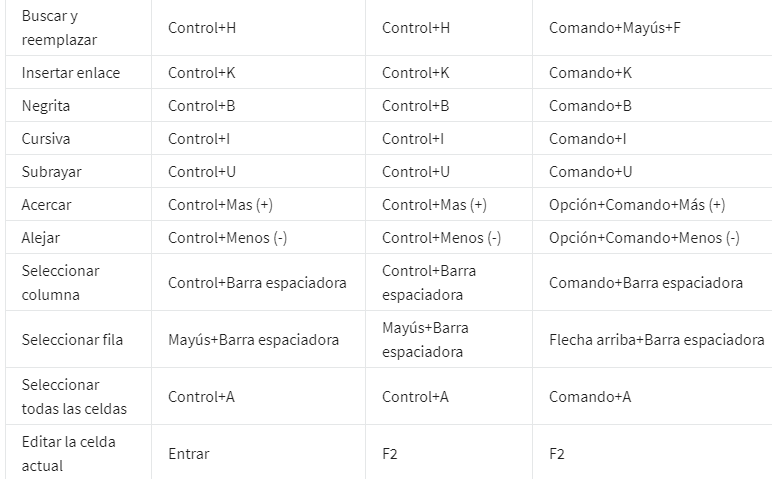 Buscar y
reemplazar
Control+H
Control+H
Comando+Mayús+F
Insertar enlace
Control+K
Control+K
Comando+K
Negrita
Control+B
Control+B
Comando+B
Cursiva
Control+I
Control+I
Comando+I
Subrayar
Control+U
Control+U
Comando+U
Acercar
Control+Mas (+)
Control+Mas (+)
Opción+Comando+Más (+)
Alejar
Control+Menos (-)
Control+Menos (-)
Opción+Comando+Menos (-)
Seleccionar
columna
Control+Barra espaciadora
Control+Barra
espaciadora
Comando+Barra espaciadora
Seleccionar fila
Mayús+Barra espaciadora
Mayús+Barra
espaciadora
Flecha arriba+Barra espaciadora
Seleccionar
todas las celdas
Control+A
Control+A
Comando+A
Editar la celda
actual
Entrar
F2
F2